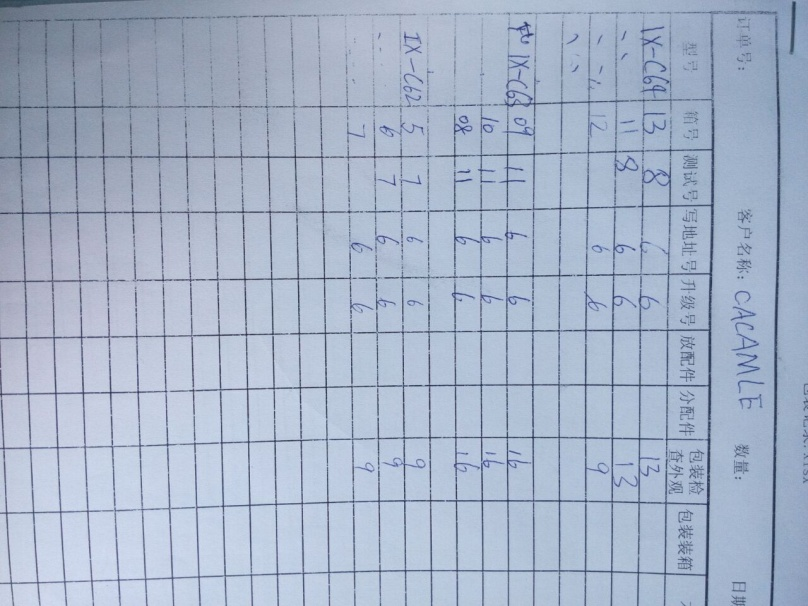 订单号: 客户名称: CACAMLE 数量: 日期
型号 箱号 测试号 写地址号 升级号 放配件 分配件 包装检查外观 包装装箱
IX-C64 13 8 6 6 13
11 8 6 6 13
12 6 6 9
IX-C63 09 11 6 6 16
10 11 6 6 16
08 11 6 6 16
IX-C62 5 7 6 6 9
6 7 6 6 9
7 6 6 9